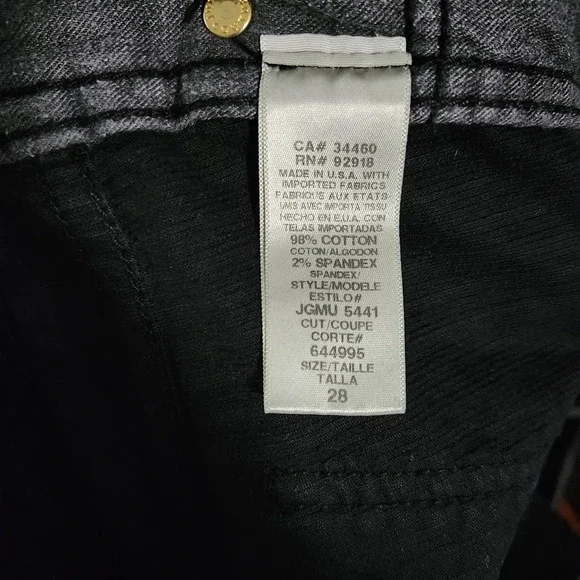 CA# 34460
RN# 92918
MADE IN U.S.A. WITH
IMPORTED FABRICS
FABRIQUE AUX ETATS
UNIS AVEC IMPORTA TISSU
HECHO EN E.U.A. CON
TELAS IMPORTADAS
98% COTTON
COTON/ALGODON
2% SPANDEX
SPANDEX/
STYLE/MODELE
ESTILO#
JGMU 5441
CUT/COUPE
CORTE#
644995
SIZE/TAILLE
TALLA
28